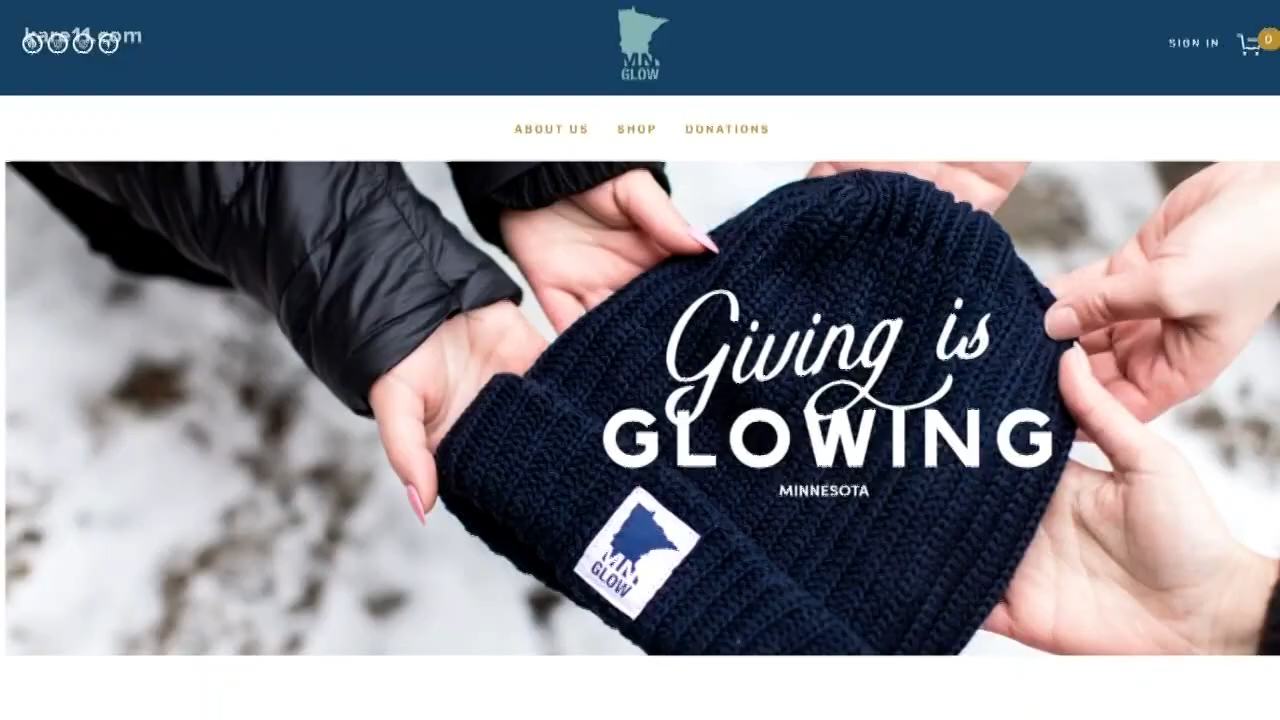 kare11.com
MN.
GLOW
SIGN IN
0
ABOUT US SHOP DONATIONS
Giving is
GLOWING
MINNESOTA
MN.
GLOW